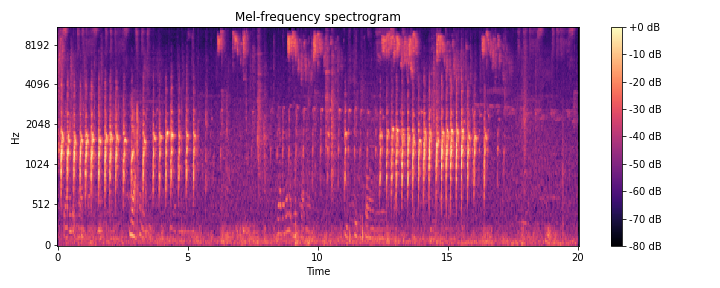 Mel-frequency spectrogram
Hz
8192
4096
2048
1024
512
0
0 5 10 15 20
Time
+0 dB
-10 dB
-20 dB
-30 dB
-40 dB
-50 dB
-60 dB
-70 dB
-80 dB